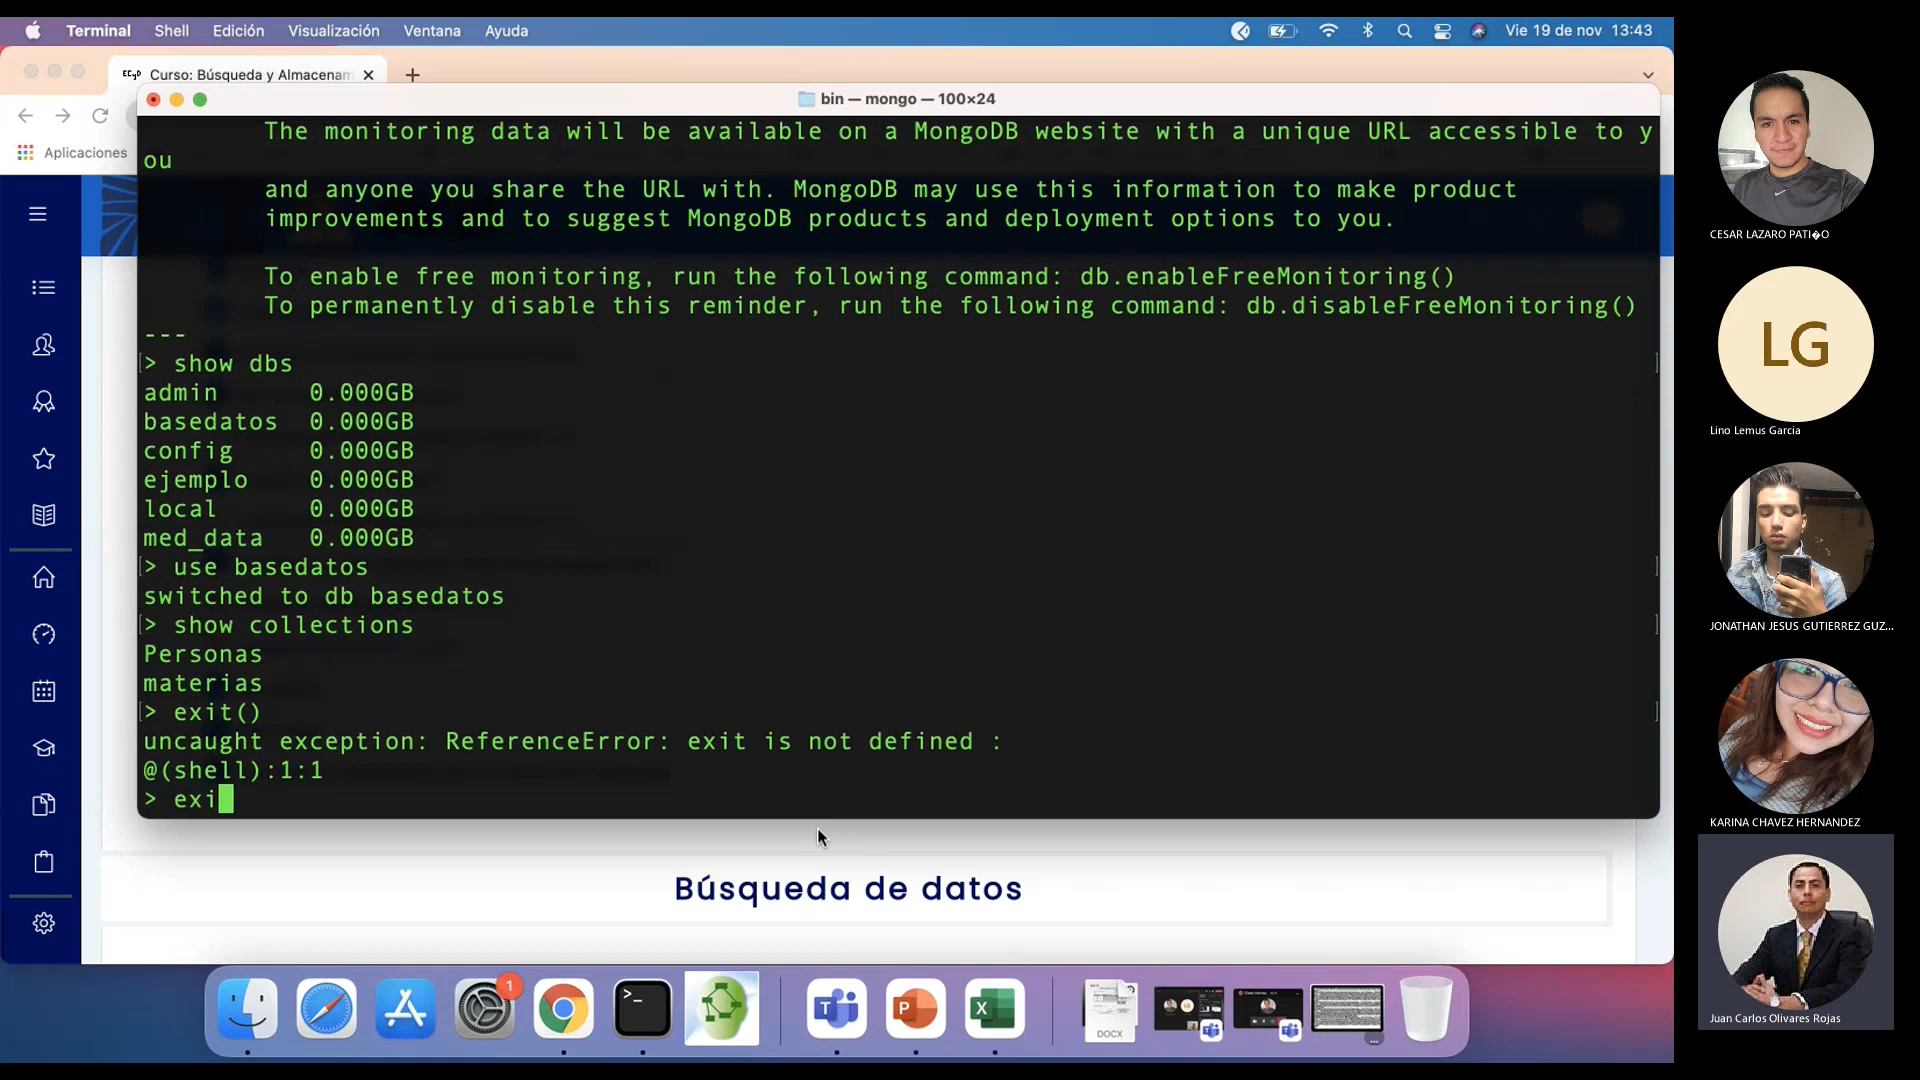 Terminal Shell Edición Visualización Ventana Ayuda
Vie 19 de nov 13:43
Curso: Búsqueda y Almacenam
Aplicaciones
bin — mongo — 100×24
The monitoring data will be available on a MongoDB website with a unique URL accessible to y
ou
and anyone you share the URL with. MongoDB may use this information to make product
improvements and to suggest MongoDB products and deployment options to you.
To enable free monitoring, run the following command: db.enableFreeMonitoring()
To permanently disable this reminder, run the following command: db.disableFreeMonitoring()
---
> show dbs
admin 0.000GB
basedatos 0.000GB
config 0.000GB
ejemplo 0.000GB
local 0.000GB
med_data 0.000GB
> use basedatos
switched to db basedatos
> show collections
Personas
materias
> exit()
uncaught exception: ReferenceError: exit is not defined :
@(shell):1:1
> exi
Búsqueda de datos
1
DOCX
CESAR LAZARO PATI�O
LG
Lino Lemus Garcia
JONATHAN JESUS GUTIERREZ GUZ...
KARINA CHAVEZ HERNANDEZ
Juan Carlos Olivares Rojas